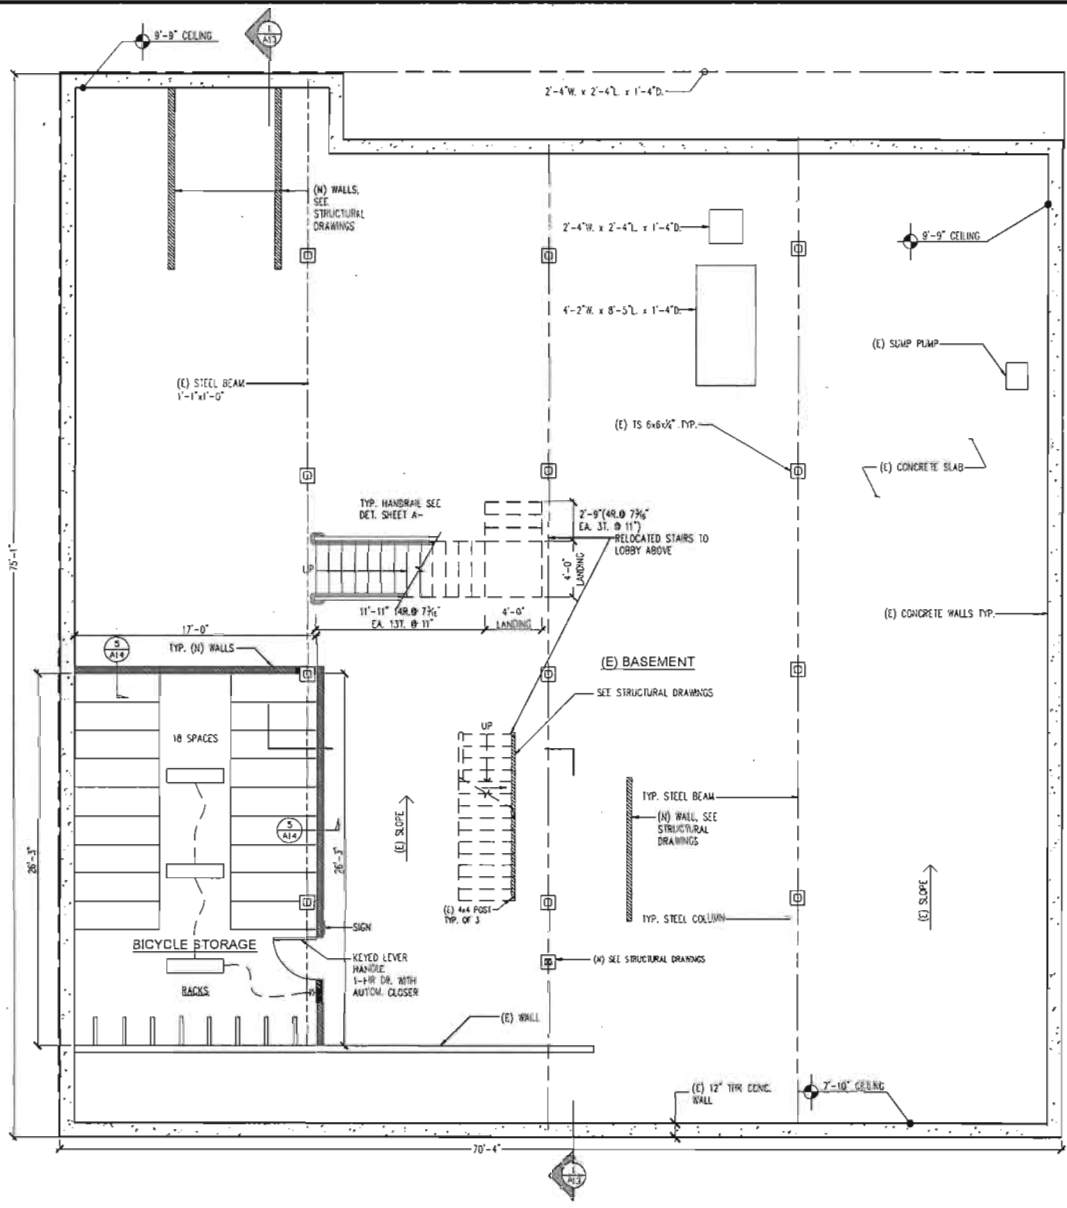 9'-9" CEILING
1
A13
2'-4"W. x 2'-4"L. x 1'-4"D.
(N) WALLS,
SEE
STRUCTURAL
DRAWINGS
2'-4"W. x 2'-4"L. x 1'-4"D.
9'-9" CEILING
4'-2"W. x 8'-5"L. x 1'-4"D.
(E) SUMP PUMP
(E) STEEL BEAM
1'-1"x1'-0"
(E) TS 6x6x¼" TYP.
(E) CONCRETE SLAB
TYP. HANDRAIL SEE
DET. SHEET A-
2'-9"(4R.@ 7³⁄₁₆"
EA. 3T. @ 11")
RELOCATED STAIRS TO
LOBBY ABOVE
75'-1"
UP
4'-0"
LANDING
11'-11" 14R.@ 7³⁄₁₆"
EA. 13T. @ 11"
4'-0"
LANDING
(E) CONCRETE WALLS TYP.
17'-0"
5
A14
TYP. (N) WALLS
(E) BASEMENT
SEE STRUCTURAL DRAWINGS
18 SPACES
UP
TYP. STEEL BEAM
(N) WALL, SEE
STRUCTURAL
DRAWINGS
5
A14
(E) SLOPE
26'-3"
26'-3"
(E) SLOPE
(E) 4x4 POST
TYP. OF 3
TYP. STEEL COLUMN
SIGN
BICYCLE STORAGE
KEYED LEVER
HANDLE
1-HR DR. WITH
AUTOM. CLOSER
(N) SEE STRUCTURAL DRAWINGS
RACKS
(E) WALL
(E) 12" THK CONC.
WALL
7'-10" CEILING
70'-4"
1
A13